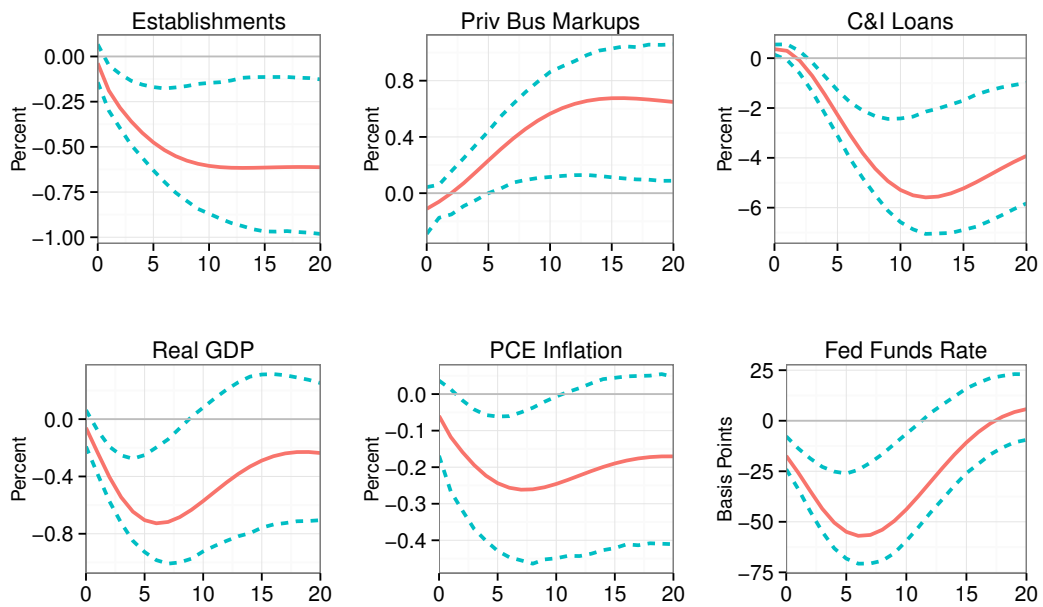 Establishments
Priv Bus Markups
C&I Loans
Percent
0.00
−0.25
−0.50
−0.75
−1.00
0 5 10 15 20
Percent
0.8
0.4
0.0
0 5 10 15 20
Percent
0
−2
−4
−6
0 5 10 15 20
Real GDP
PCE Inflation
Fed Funds Rate
Percent
0.0
−0.4
−0.8
0 5 10 15 20
Percent
0.0
−0.1
−0.2
−0.3
−0.4
0 5 10 15 20
Basis Points
25
0
−25
−50
−75
0 5 10 15 20